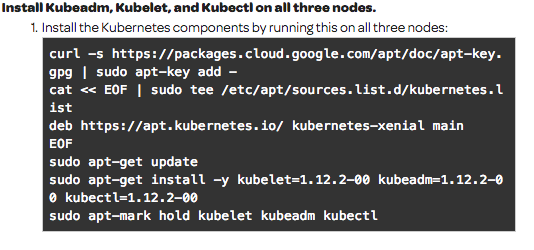 Install Kubeadm, Kubelet, and Kubectl on all three nodes.
1. Install the Kubernetes components by running this on all three nodes:
curl -s https://packages.cloud.google.com/apt/doc/apt-key.
gpg | sudo apt-key add -
cat << EOF | sudo tee /etc/apt/sources.list.d/kubernetes.l
ist
deb https://apt.kubernetes.io/ kubernetes-xenial main
EOF
sudo apt-get update
sudo apt-get install -y kubelet=1.12.2-00 kubeadm=1.12.2-0
0 kubectl=1.12.2-00
sudo apt-mark hold kubelet kubeadm kubectl